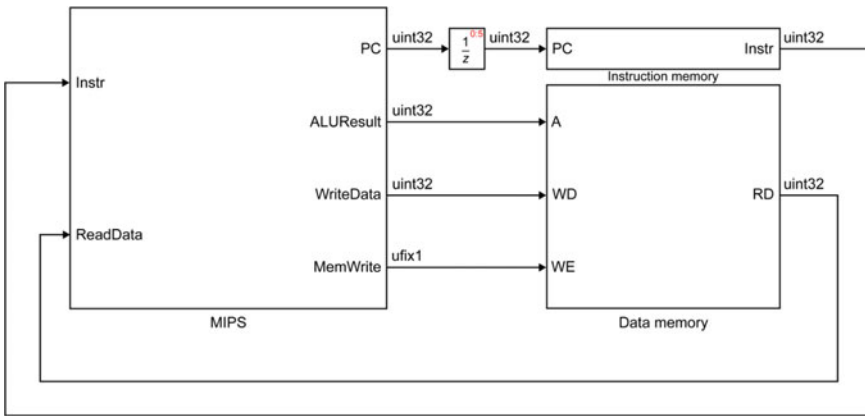 PC
uint32
0:5
1
z
uint32
PC
Instr
uint32
Instruction memory
Instr
ALUResult
uint32
A
WriteData
uint32
WD
RD
uint32
ReadData
MemWrite
ufix1
WE
MIPS
Data memory